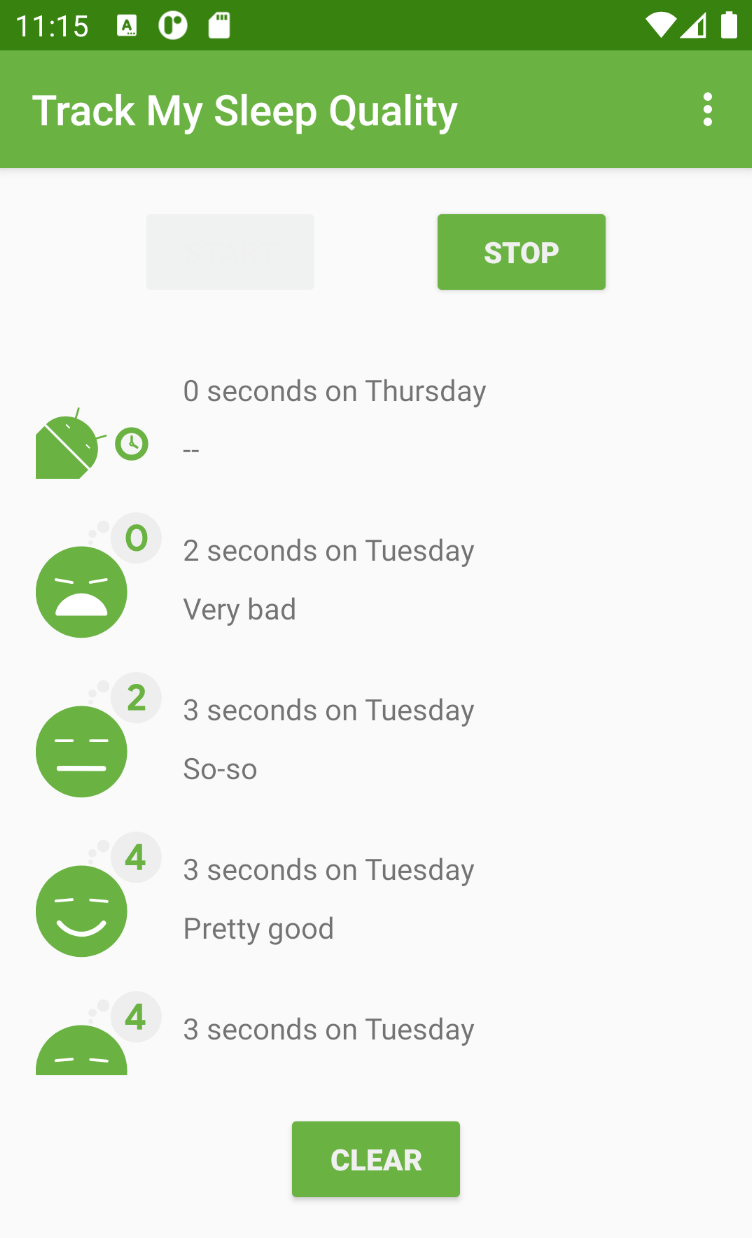 11:15
Track My Sleep Quality
START STOP
0 seconds on Thursday
--
0
2 seconds on Tuesday
Very bad
2
3 seconds on Tuesday
So-so
4
3 seconds on Tuesday
Pretty good
4
3 seconds on Tuesday
CLEAR